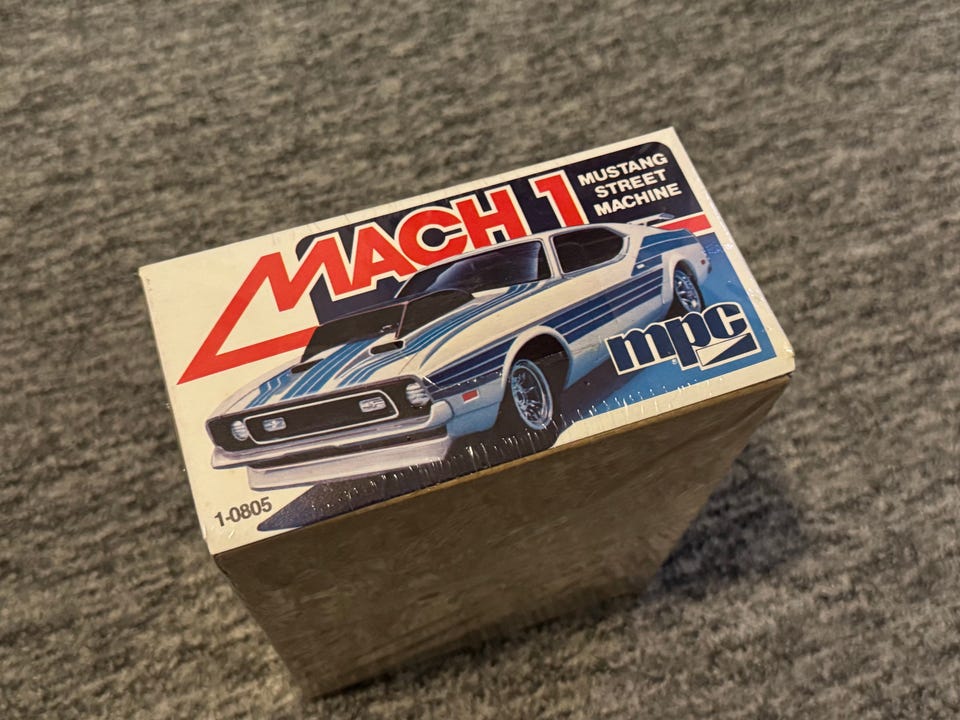 MACH 1
MUSTANG
STREET
MACHINE
mpc
1-0805